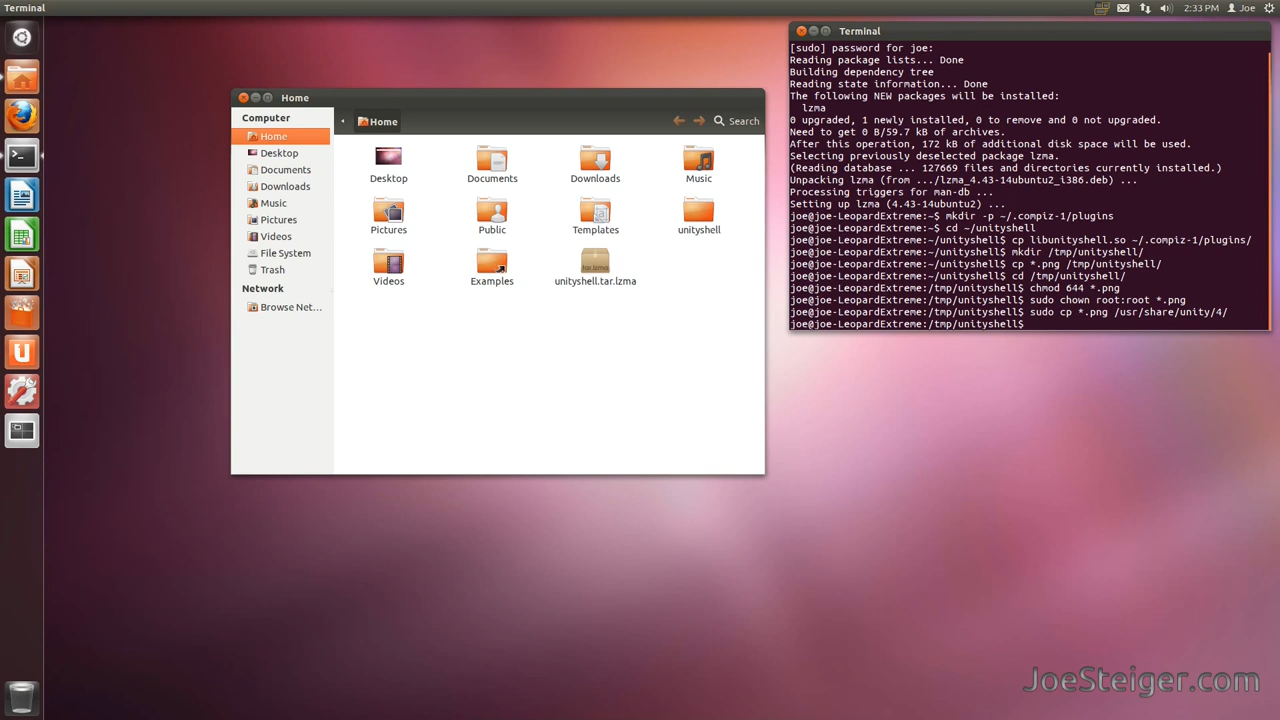 Terminal
2:33 PM Joe
Terminal
[sudo] password for joe:
Reading package lists... Done
Building dependency tree
Reading state information... Done
The following NEW packages will be installed:
lzma
0 upgraded, 1 newly installed, 0 to remove and 0 not upgraded.
Need to get 0 B/59.7 kB of archives.
After this operation, 172 kB of additional disk space will be used.
Selecting previously deselected package lzma.
(Reading database ... 127669 files and directories currently installed.)
Unpacking lzma (from .../lzma_4.43-14ubuntu2_i386.deb) ...
Processing triggers for man-db ...
Setting up lzma (4.43-14ubuntu2) ...
joe@joe-LeopardExtreme:~$ mkdir -p ~/.compiz-1/plugins
joe@joe-LeopardExtreme:~$ cd ~/unityshell
joe@joe-LeopardExtreme:~/unityshell$ cp libunityshell.so ~/.compiz-1/plugins/
joe@joe-LeopardExtreme:~/unityshell$ mkdir /tmp/unityshell/
joe@joe-LeopardExtreme:~/unityshell$ cp *.png /tmp/unityshell/
joe@joe-LeopardExtreme:~/unityshell$ cd /tmp/unityshell/
joe@joe-LeopardExtreme:/tmp/unityshell$ chmod 644 *.png
joe@joe-LeopardExtreme:/tmp/unityshell$ sudo chown root:root *.png
joe@joe-LeopardExtreme:/tmp/unityshell$ sudo cp *.png /usr/share/unity/4/
joe@joe-LeopardExtreme:/tmp/unityshell$
Home
Computer
Home
Desktop
Documents
Downloads
Music
Pictures
Videos
File System
Trash
Network
Browse Net...
Home
Search
Desktop Documents Downloads Music
Pictures Public Templates unityshell
tar.lzma
Videos Examples unityshell.tar.lzma
JoeSteiger.com